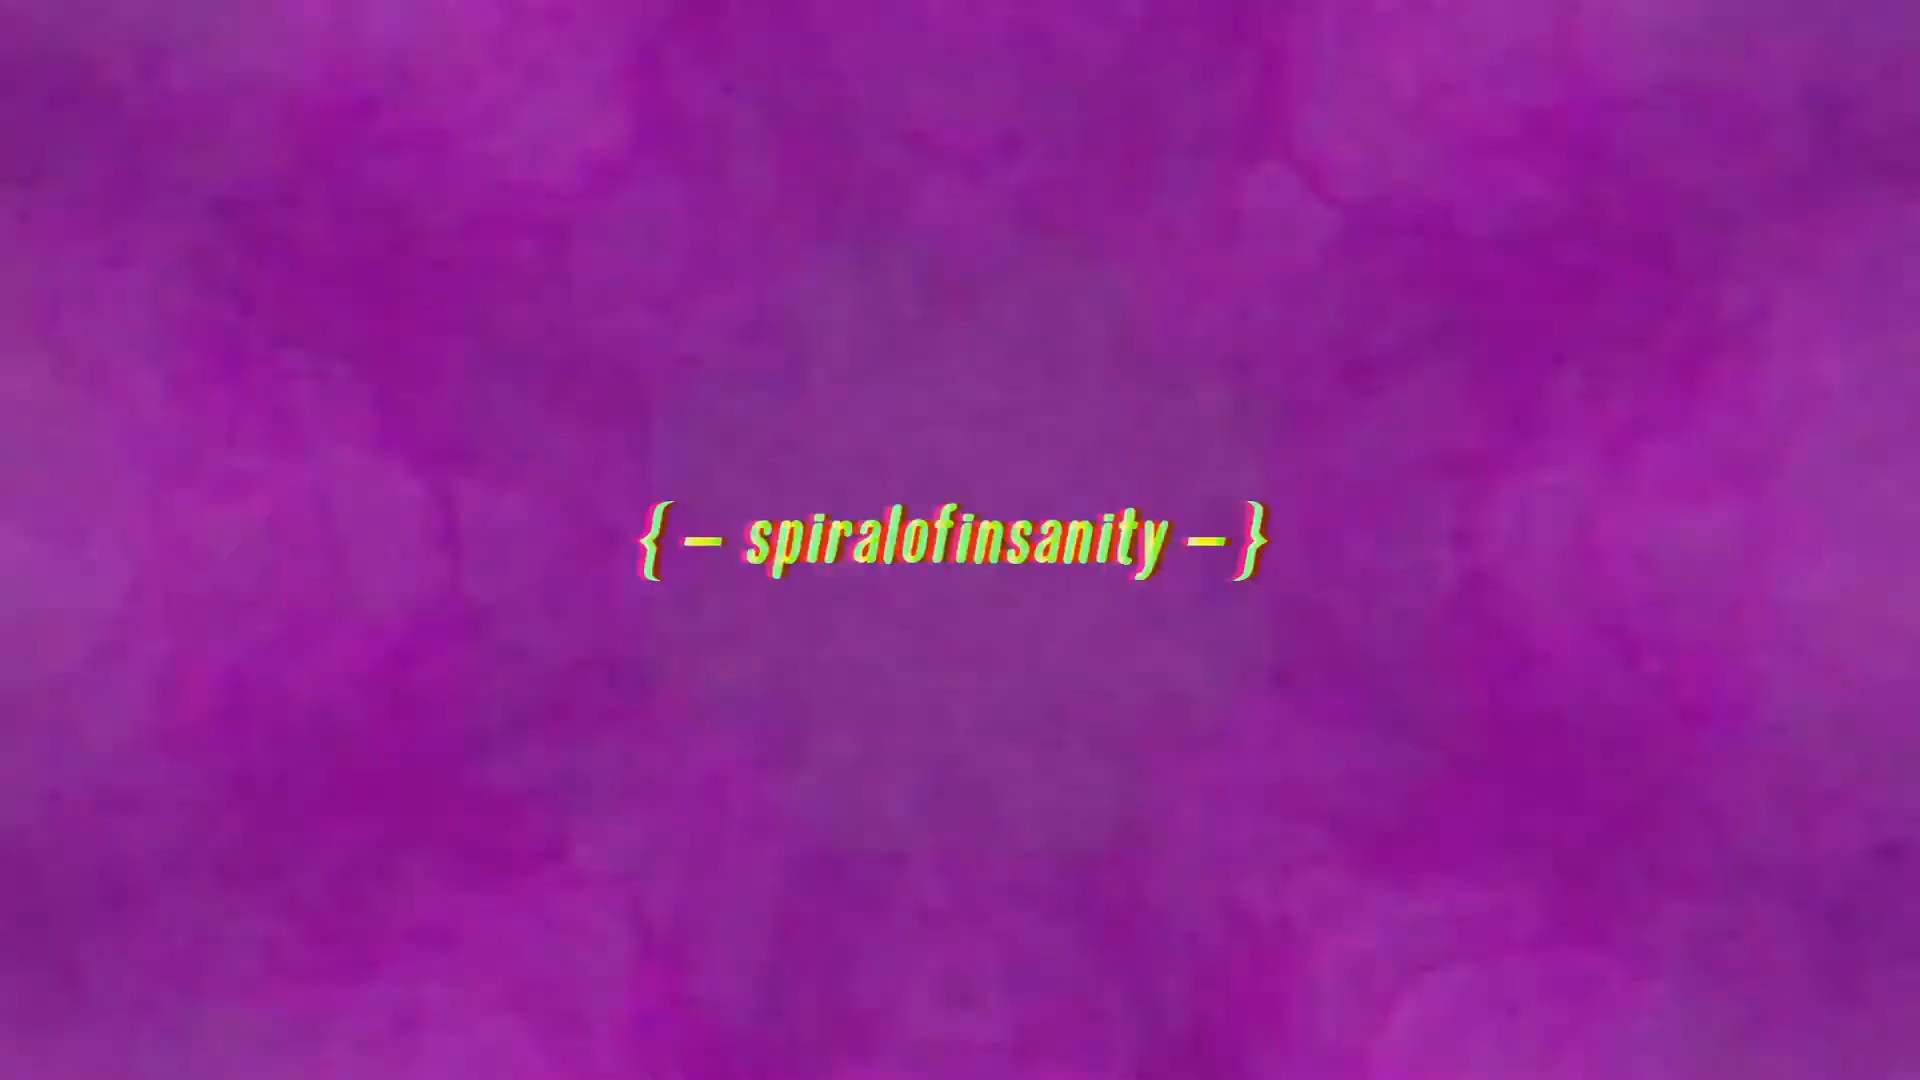 { – spiralofinsanity – }